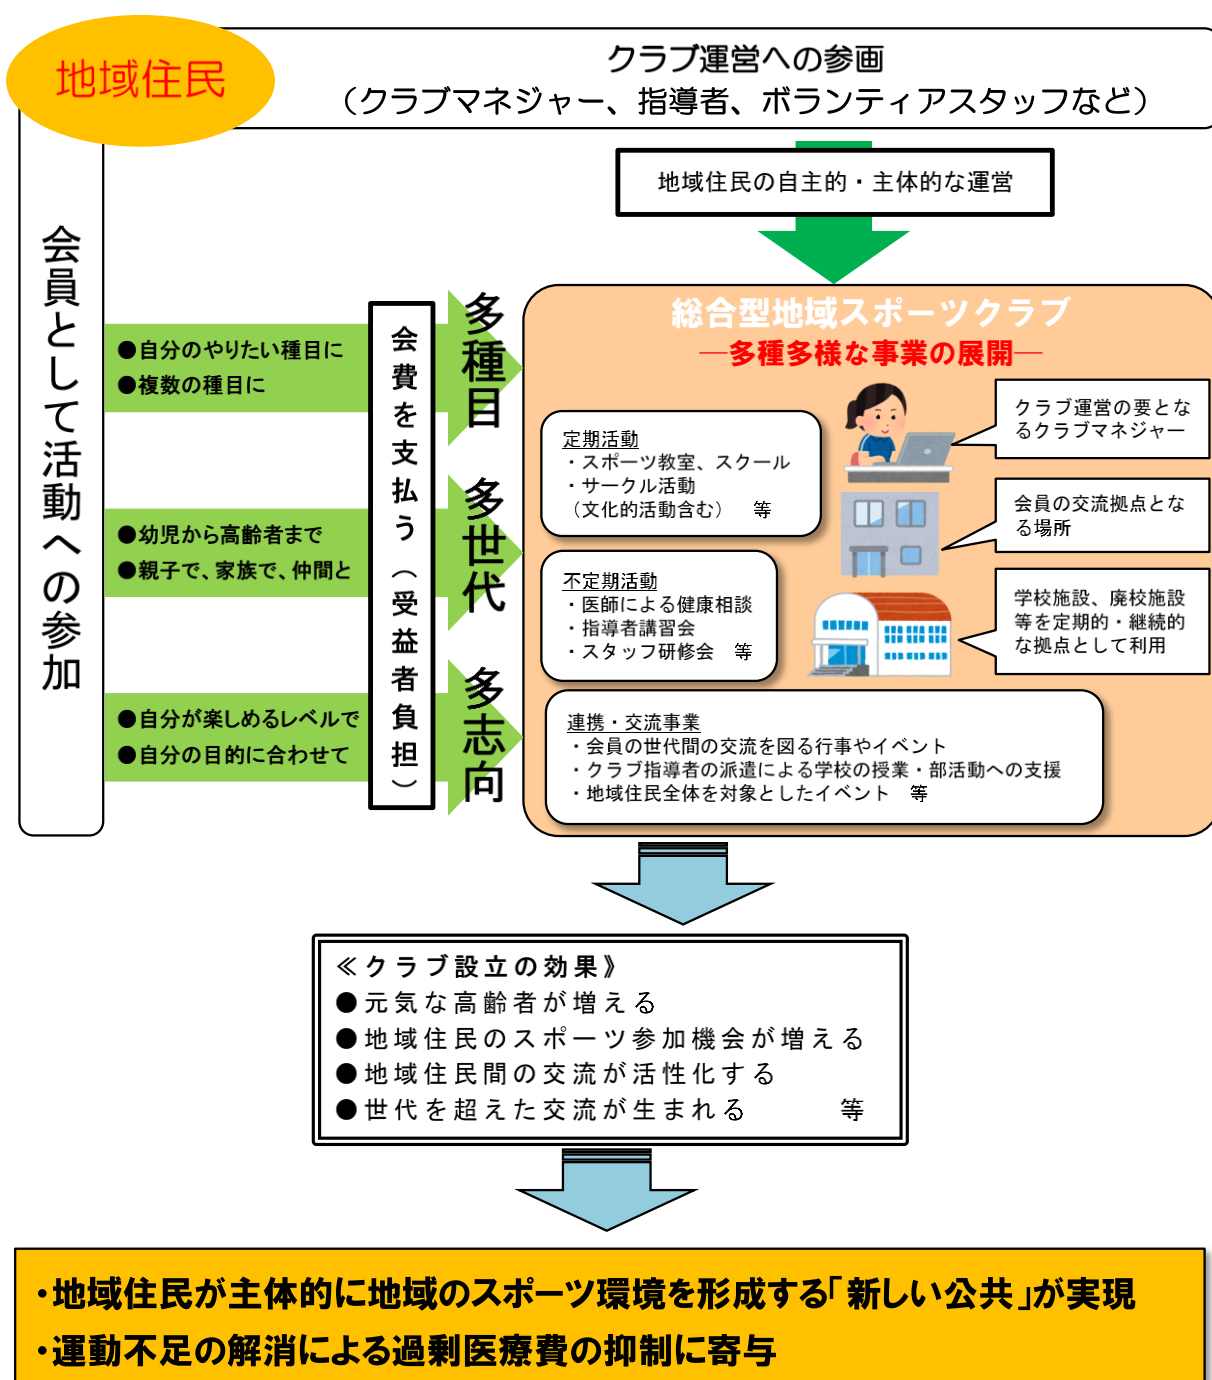 地域住民
クラブ運営への参画
（クラブマネジャー、指導者、ボランティアスタッフなど）
地域住民の自主的・主体的な運営
会員として活動への参加
●自分のやりたい種目に
●複数の種目に
●幼児から高齢者まで
●親子で、家族で、仲間と
●自分が楽しめるレベルで
●自分の目的に合わせて
会費を支払う（受益者負担）
多種目
多世代
多志向
総合型地域スポーツクラブ
―多種多様な事業の展開―
定期活動
・スポーツ教室、スクール
・サークル活動
（文化的活動含む）　等
不定期活動
・医師による健康相談
・指導者講習会
・スタッフ研修会　等
クラブ運営の要とな
るクラブマネジャー
会員の交流拠点とな
る場所
学校施設、廃校施設
等を定期的・継続的
な拠点として利用
連携・交流事業
・会員の世代間の交流を図る行事やイベント
・クラブ指導者の派遣による学校の授業・部活動への支援
・地域住民全体を対象としたイベント　等
≪クラブ設立の効果》
●元気な高齢者が増える
●地域住民のスポーツ参加機会が増える
●地域住民間の交流が活性化する
●世代を超えた交流が生まれる　　　等
・地域住民が主体的に地域のスポーツ環境を形成する「新しい公共」が実現
・運動不足の解消による過剰医療費の抑制に寄与